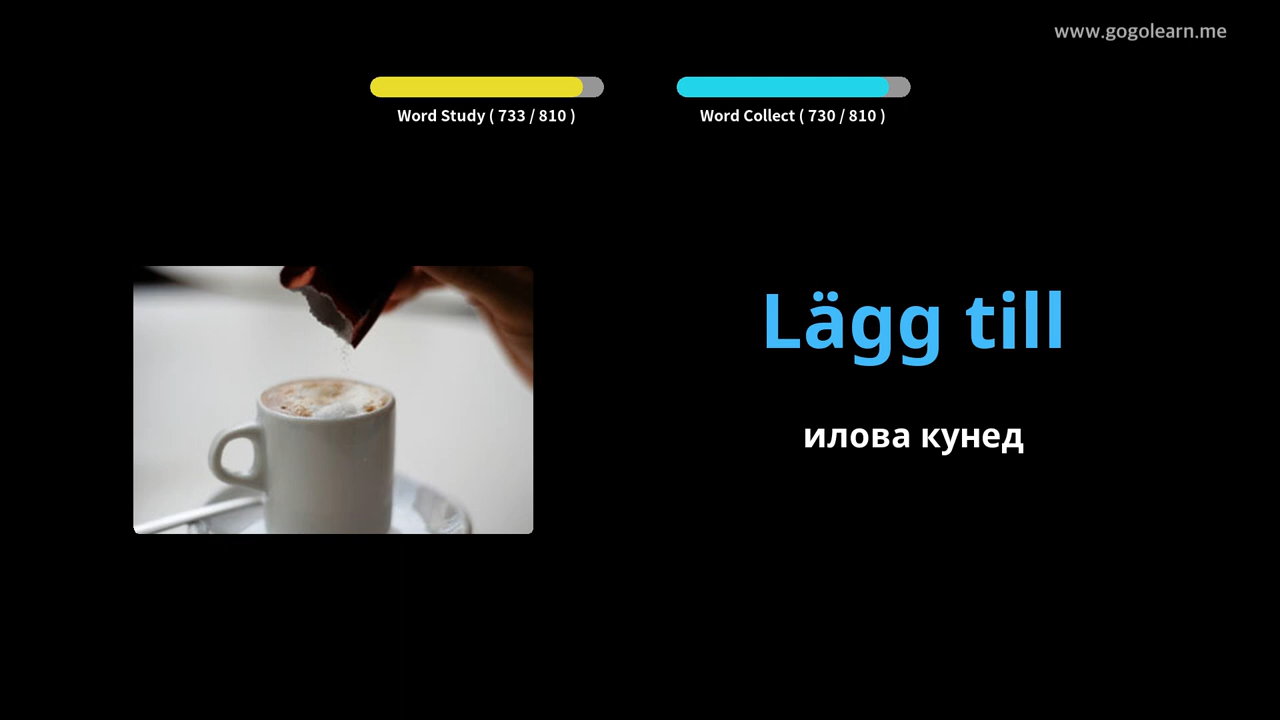 www.gogolearn.me
Word Study ( 733 / 810 )
Word Collect ( 730 / 810 )
Lägg till
илова кунед